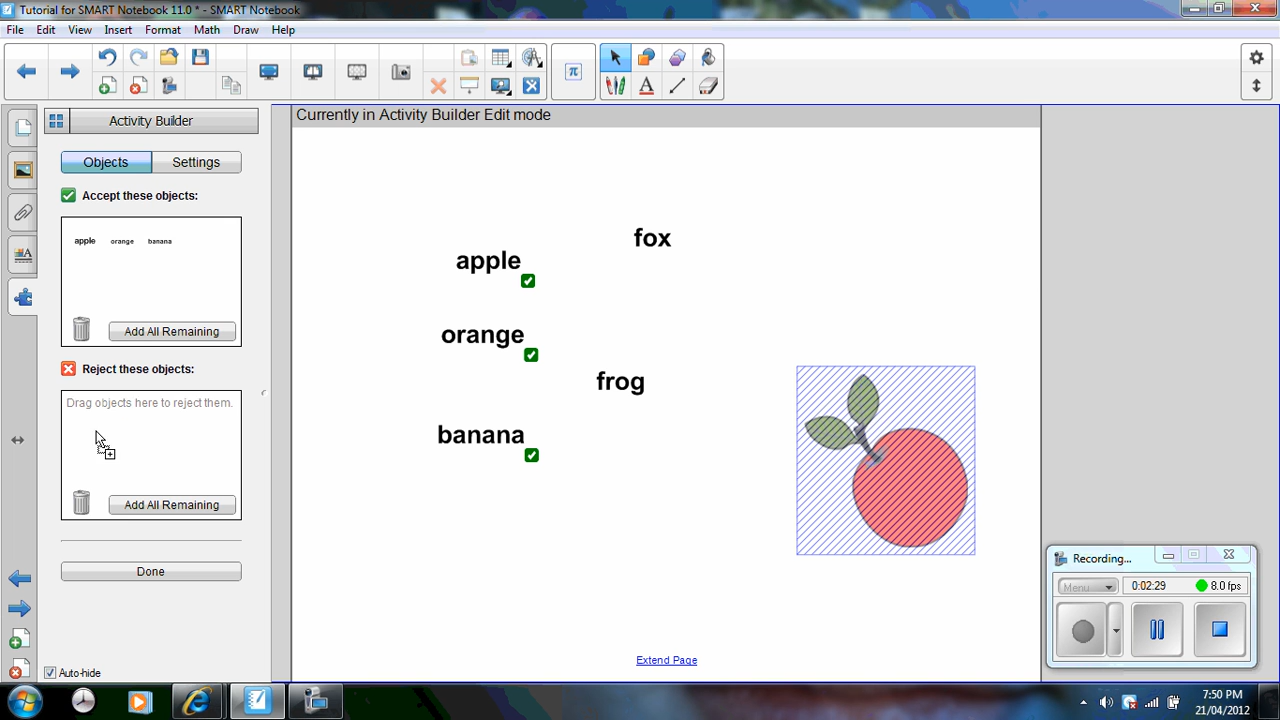 Tutorial for SMART Notebook 11.0 * - SMART Notebook
File Edit View Insert Format Math Draw Help
π
A
Currently in Activity Builder Edit mode
Activity Builder
Objects Settings
Accept these objects:
apple orange banana
Add All Remaining
Reject these objects:
Drag objects here to reject them.
Add All Remaining
Done
Auto-hide
fox
apple
orange
frog
banana
Extend Page
Recording...
Menu 0:02:29 8.0 fps
7:50 PM
21/04/2012